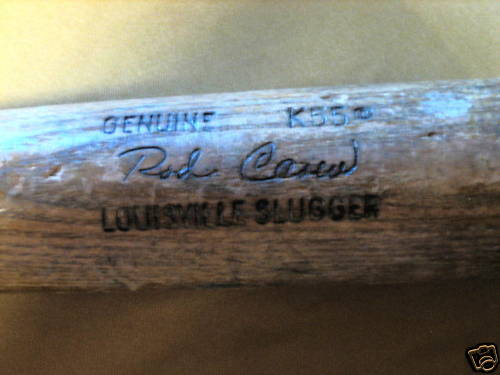 GENUINE K55
Rod Carew
LOUISVILLE SLUGGER